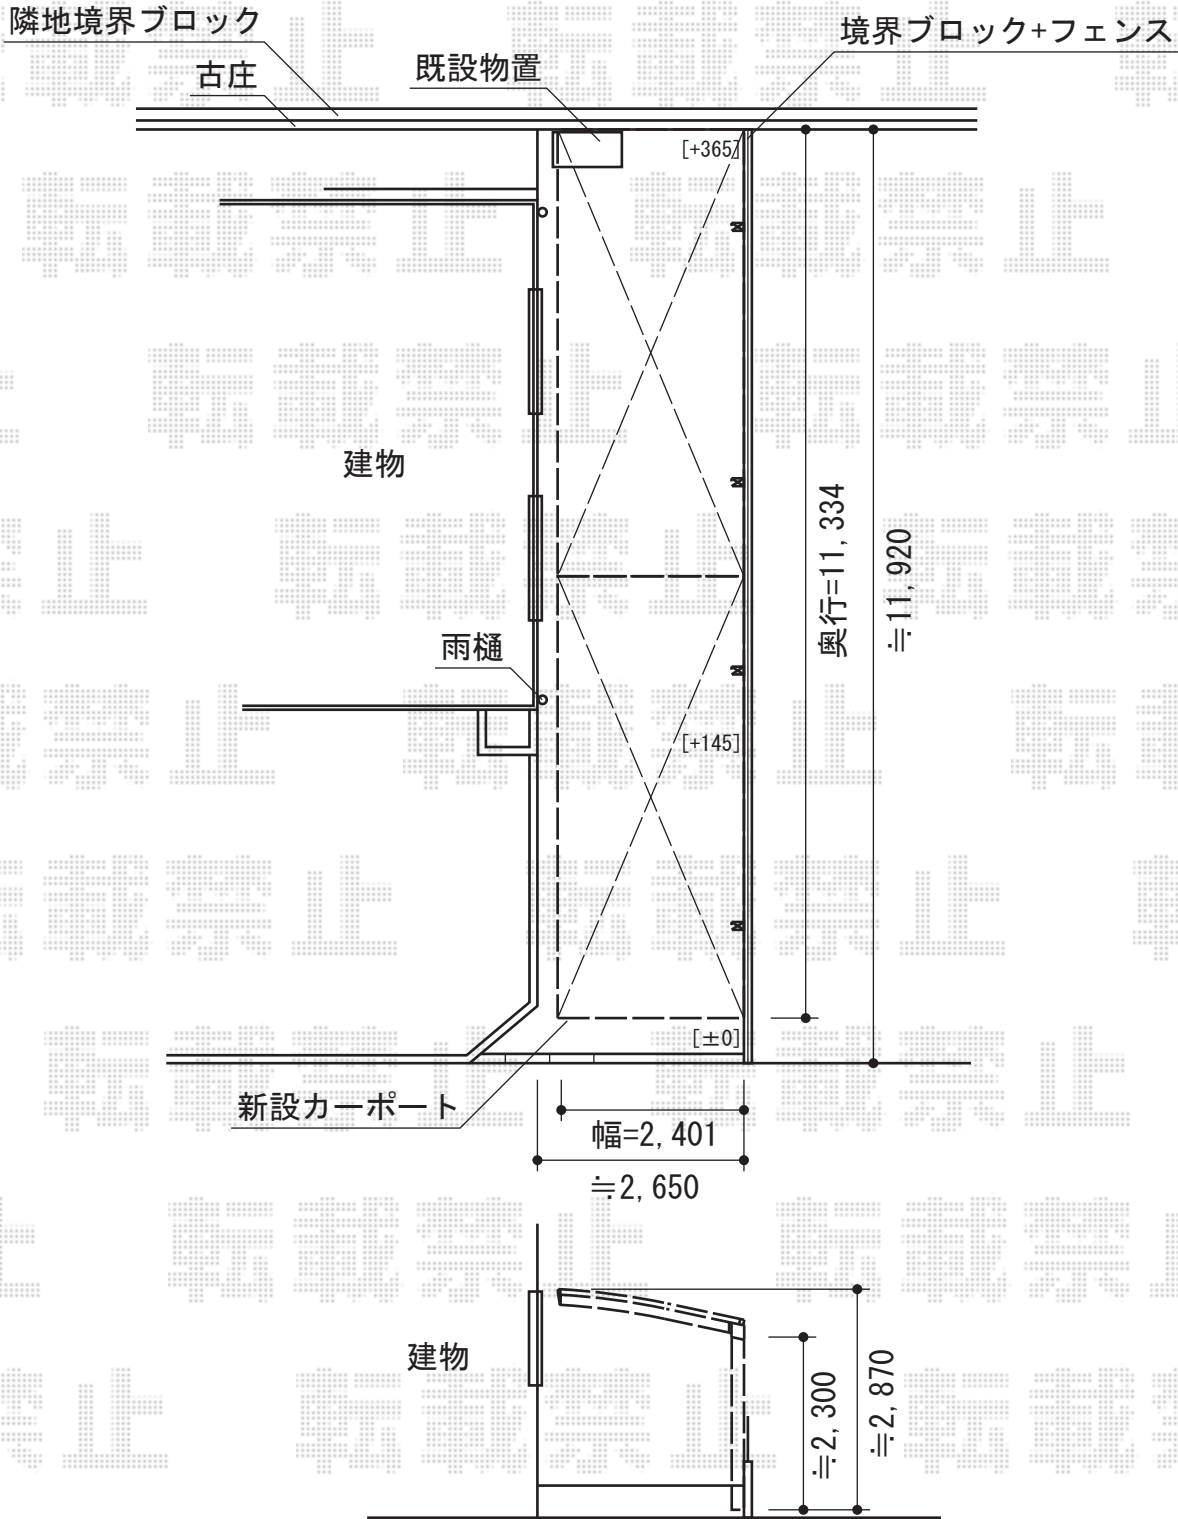 隣地境界ブロック
境界ブロック+フェンス
古庄
既設物置
[+365]
建物
奥行=11,334
≒11,920
雨樋
[+145]
[±0]
新設カーポート
幅=2,401
≒2,650
建物
≒2,300
≒2,870
転載禁止